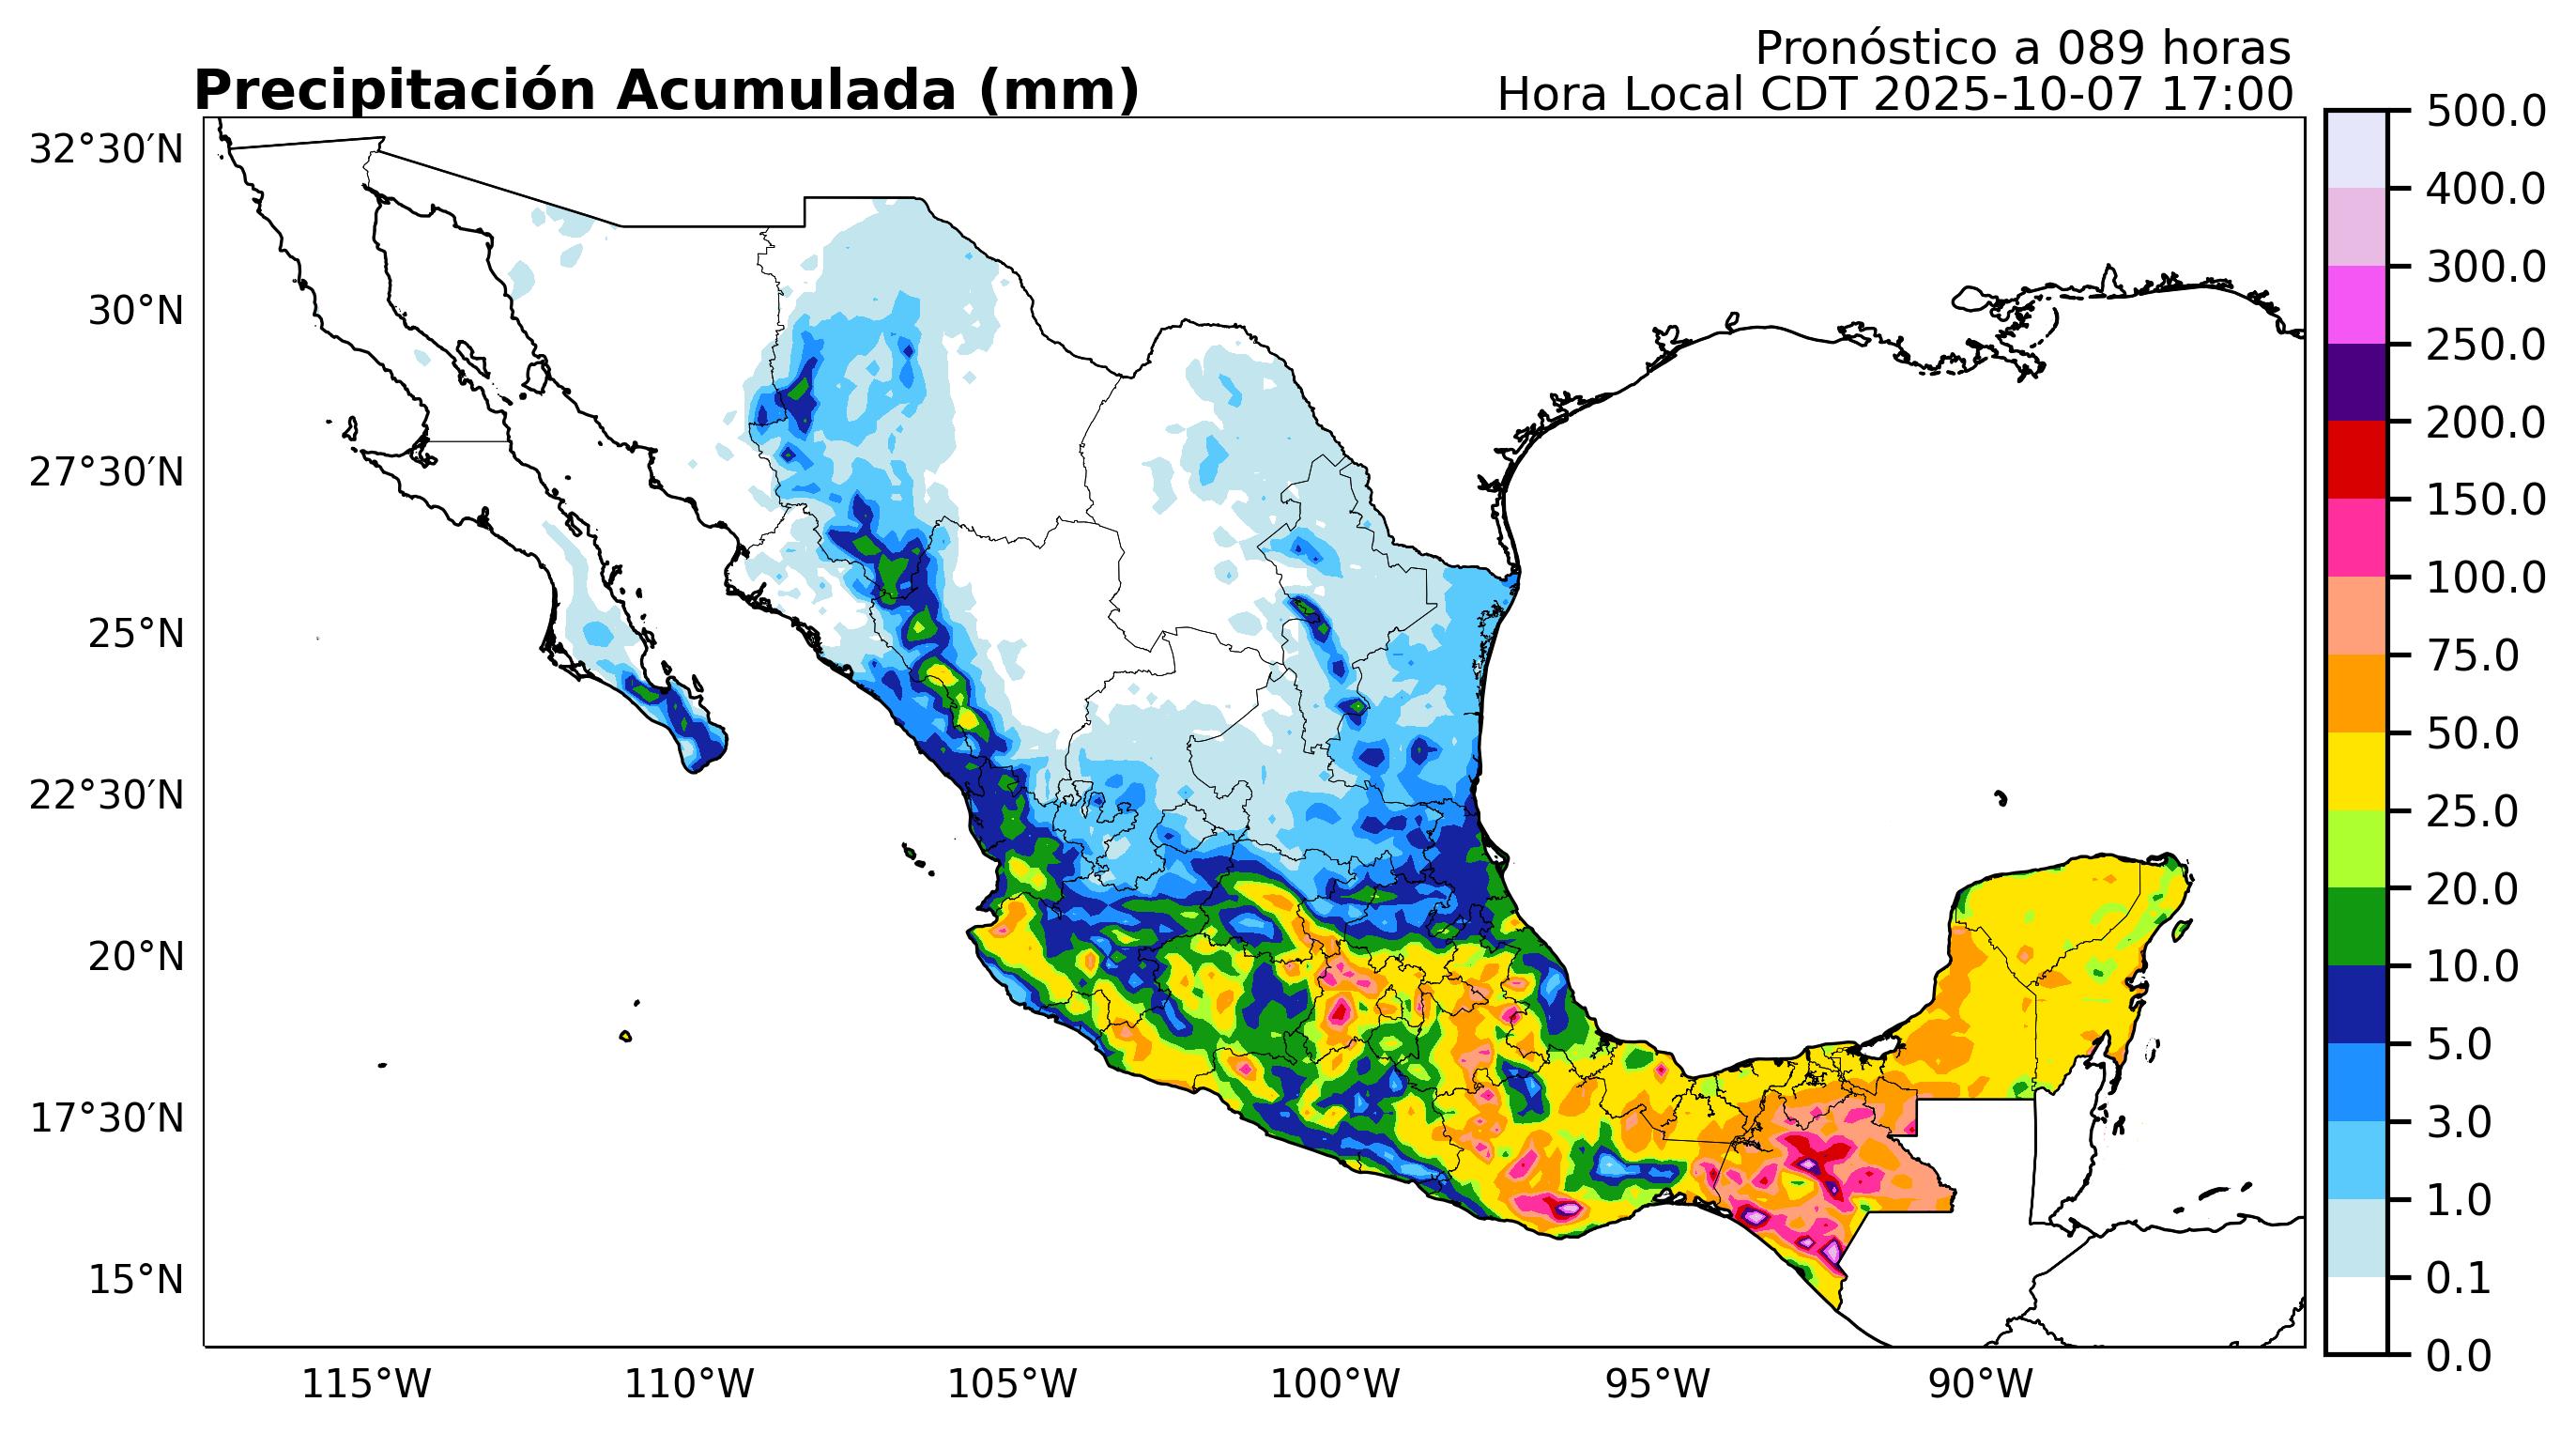 Pronóstico a 089 horas
Precipitación Acumulada (mm)
Hora Local CDT 2025-10-07 17:00
32°30′N
30°N
27°30′N
25°N
22°30′N
20°N
17°30′N
15°N
115°W
110°W
105°W
100°W
95°W
90°W
500.0
400.0
300.0
250.0
200.0
150.0
100.0
75.0
50.0
25.0
20.0
10.0
5.0
3.0
1.0
0.1
0.0